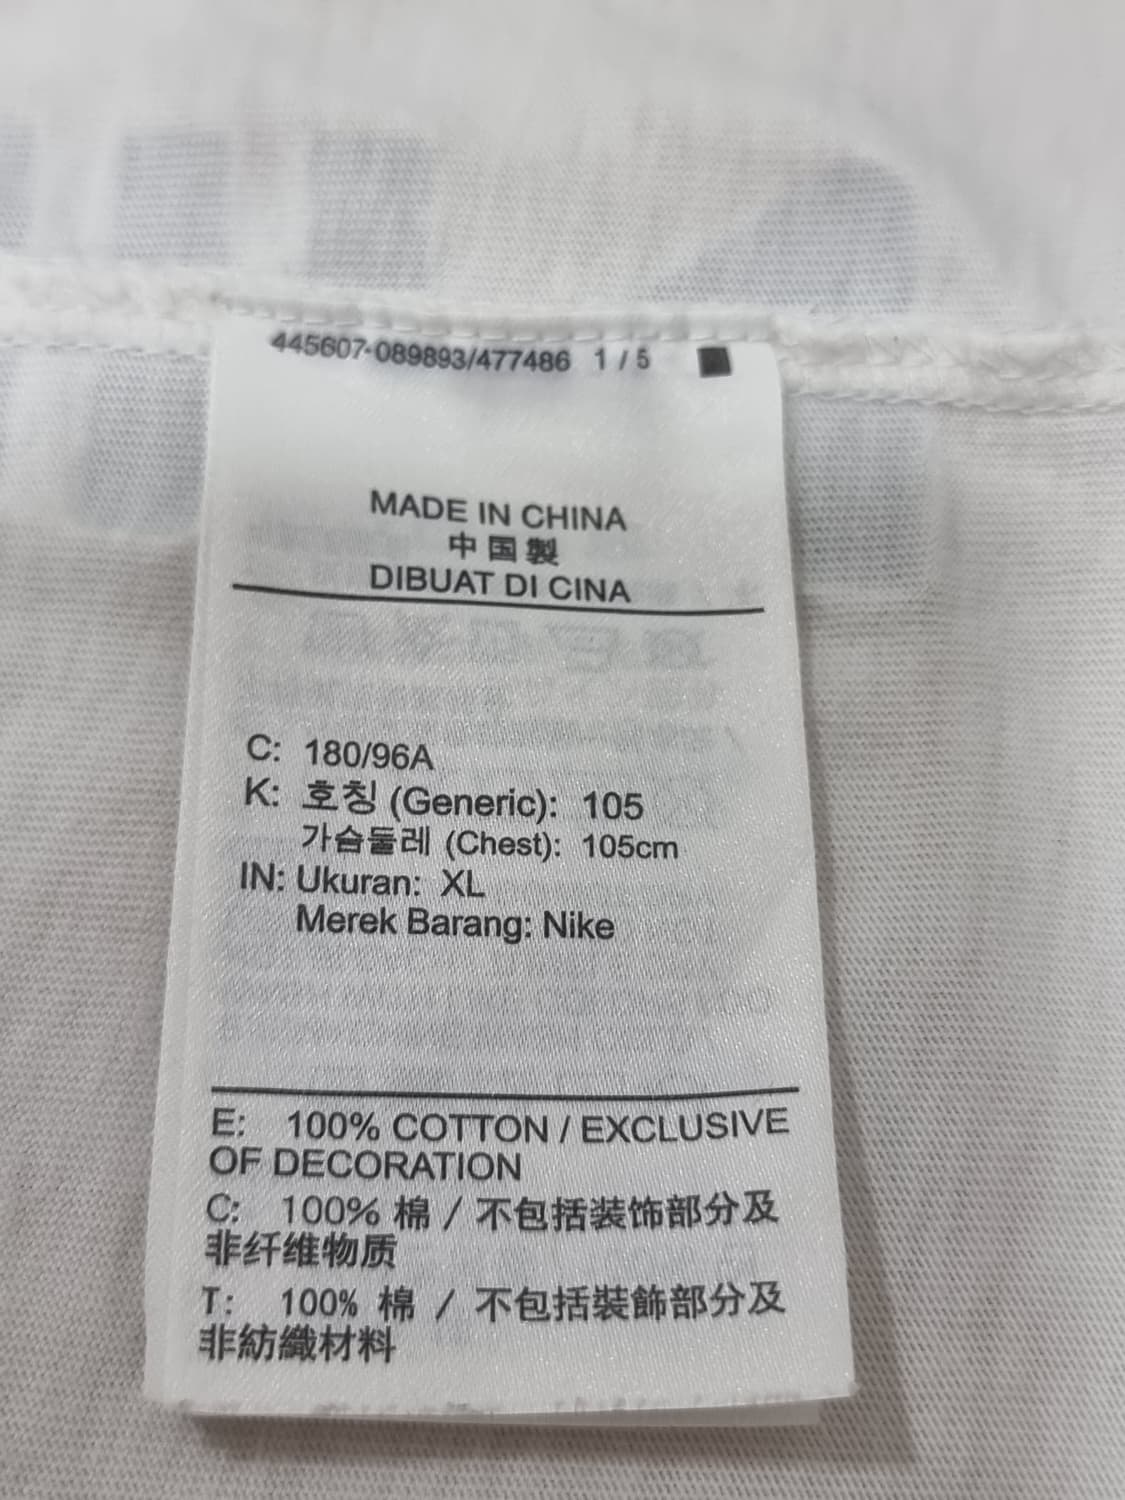 445607-089893/477486 1 / 5
MADE IN CHINA
中国製
DIBUAT DI CINA
C: 180/96A
K: 호칭 (Generic): 105
가슴둘레 (Chest): 105cm
IN: Ukuran: XL
Merek Barang: Nike
E: 100% COTTON / EXCLUSIVE
OF DECORATION
C: 100% 棉 / 不包括装饰部分及
非纤维物质
T: 100% 棉 / 不包括裝飾部分及
非紡織材料